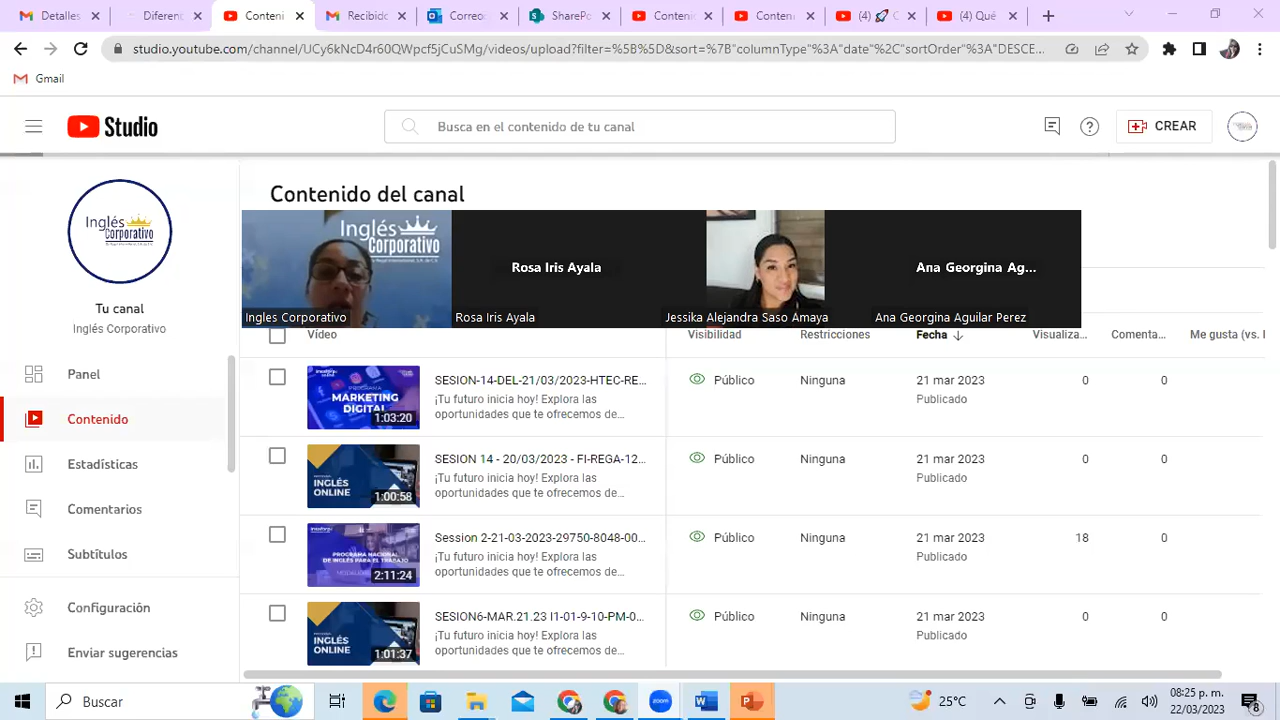 Detalles
Diferent
Conteni
Recibido
Correo
SharePo
Conteni
Conteni
(4) 🚀 C
(4) Qué
studio.youtube.com/channel/UCy6kNcD4r60QWpcf5jCuSMg/videos/upload?filter=%5B%5D&sort=%7B"columnType"%3A"date"%2C"sortOrder"%3A"DESCE...
Gmail
Studio
Busca en el contenido de tu canal
CREAR
Contenido del canal
Inglés
Corporativo
Tu canal
Inglés Corporativo
Inglés
Corporativo
Ingles Corporativo
Rosa Iris Ayala
Rosa Iris Ayala
Jessika Alejandra Saso Amaya
Ana Georgina Ag...
Ana Georgina Aguilar Perez
Panel
Contenido
Estadísticas
Comentarios
Subtítulos
Configuración
Enviar sugerencias
Vídeo
Visibilidad
Restricciones
Fecha
Visualiza...
Comenta...
Me gusta (vs.
PROGRAMA
MARKETING
DIGITAL
1:03:20
SESION-14-DEL-21/03/2023-HTEC-RE...
¡Tu futuro inicia hoy! Explora las
oportunidades que te ofrecemos de...
Público
Ninguna
21 mar 2023
Publicado
0
0
INGLÉS
ONLINE
1:00:58
SESION 14 - 20/03/2023 - FI-REGA-12...
¡Tu futuro inicia hoy! Explora las
oportunidades que te ofrecemos de...
Público
Ninguna
21 mar 2023
Publicado
0
0
PROGRAMA NACIONAL
DE INGLÉS PARA EL TRABAJO
2:11:24
Session 2-21-03-2023-29750-8048-00...
¡Tu futuro inicia hoy! Explora las
oportunidades que te ofrecemos de...
Público
Ninguna
21 mar 2023
Publicado
18
0
INGLÉS
ONLINE
1:01:37
SESION6-MAR.21.23 I1-01-9-10-PM-0...
¡Tu futuro inicia hoy! Explora las
oportunidades que te ofrecemos de...
Público
Ninguna
21 mar 2023
Publicado
0
0
Buscar
zoom
25°C
08:25 p. m.
22/03/2023
8